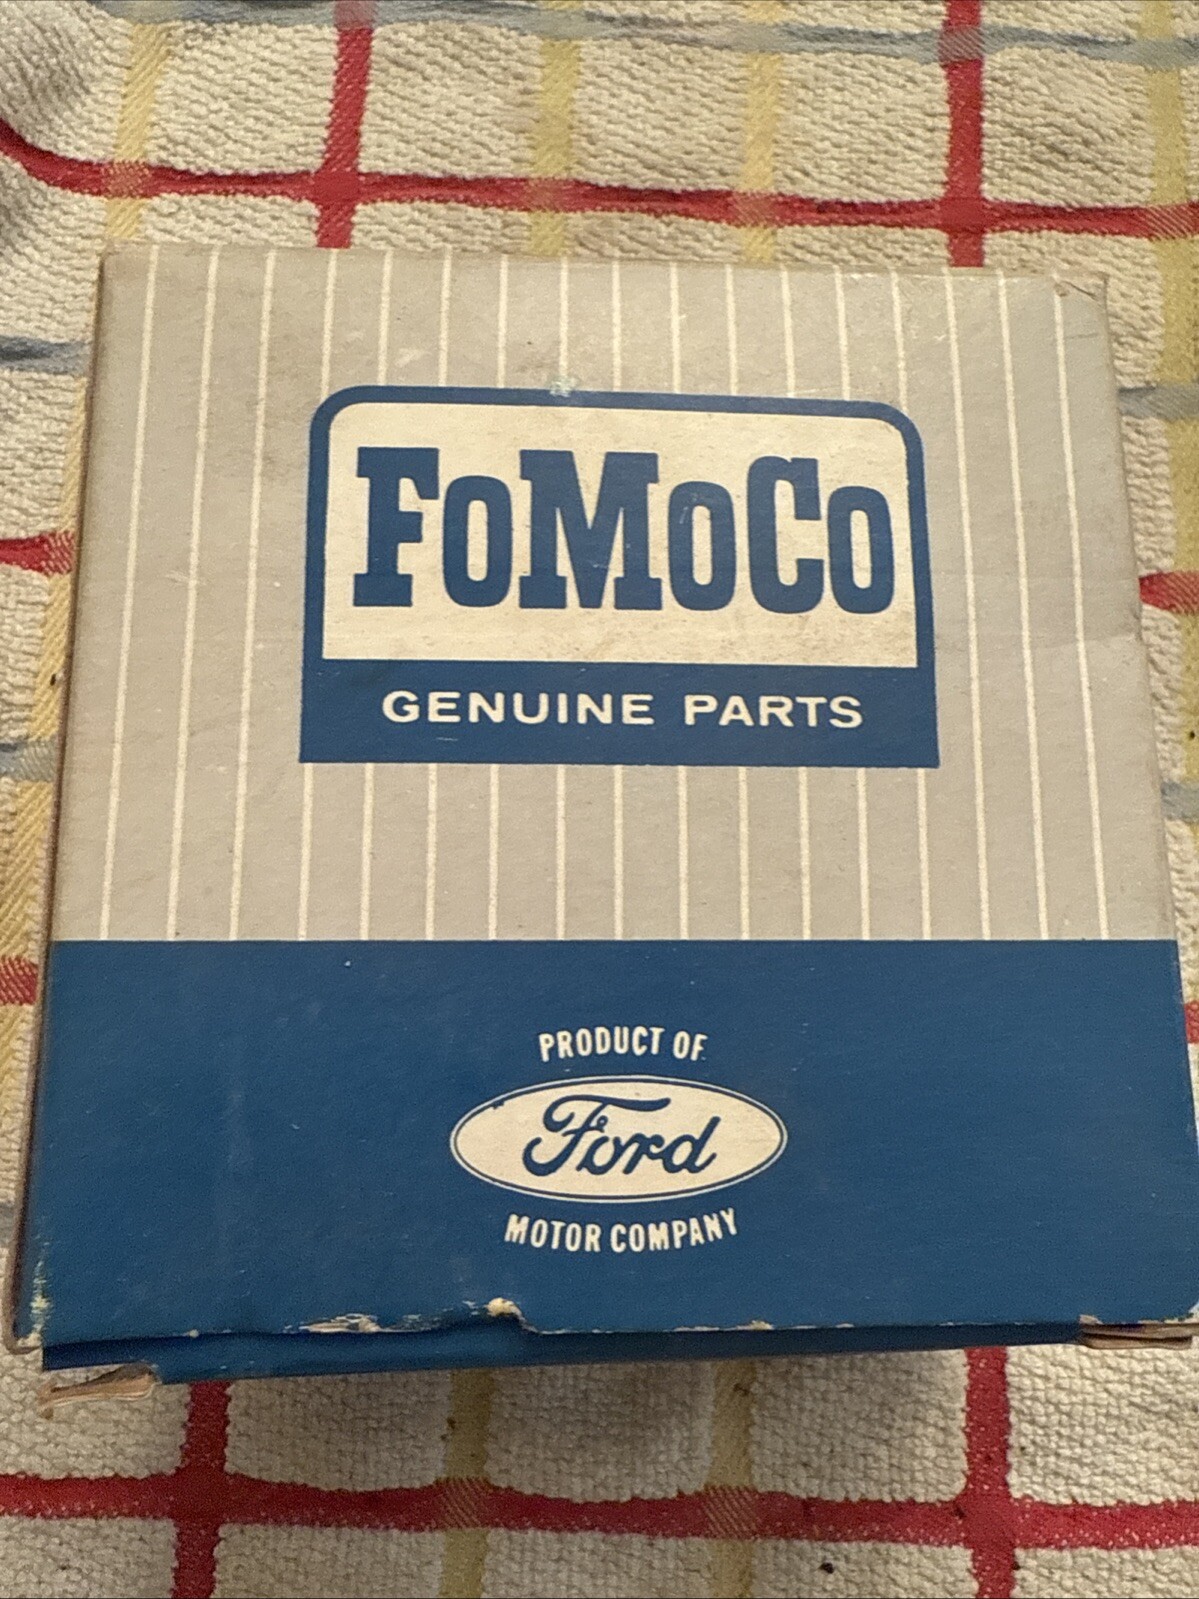 FoMoCo
GENUINE PARTS
PRODUCT OF
Ford
MOTOR COMPANY